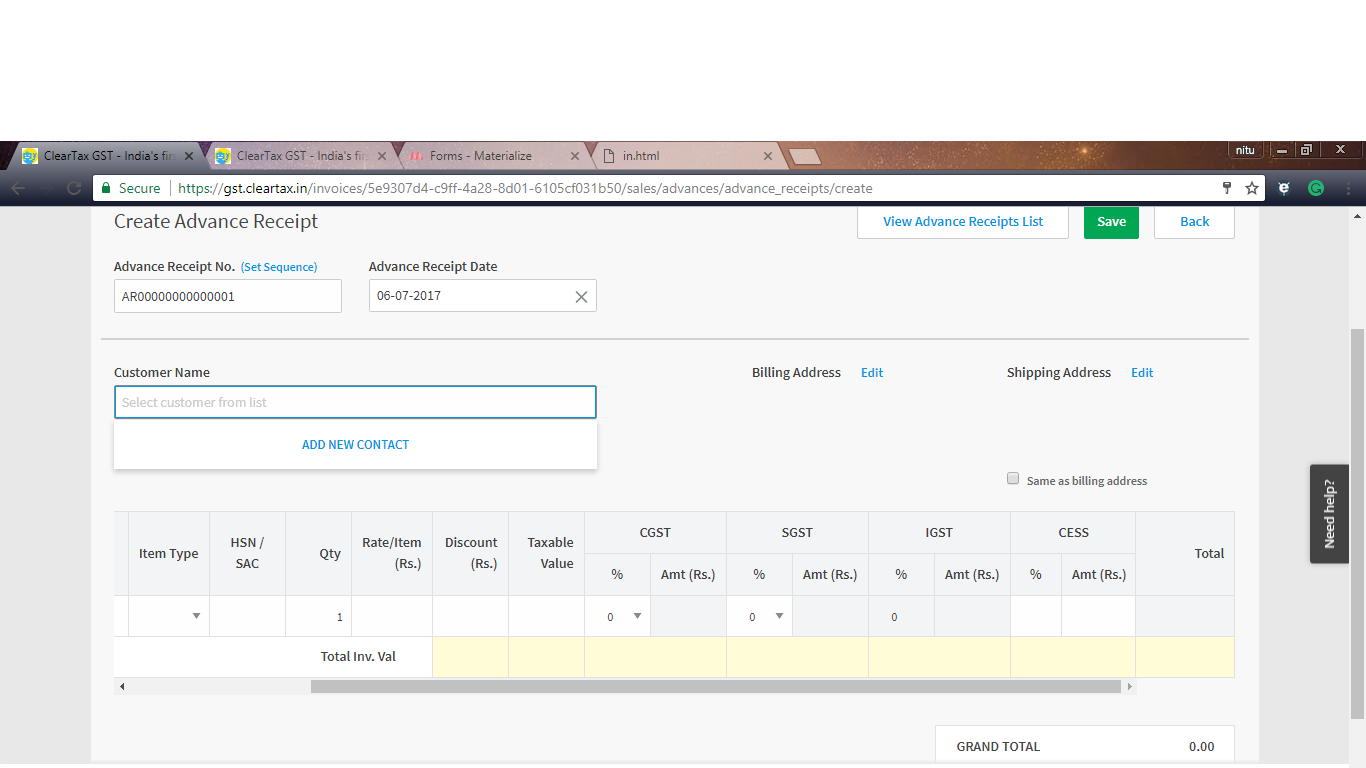 ClearTax GST - India's fir
ClearTax GST - India's fir
Forms - Materialize
in.html
nitu
Secure
https://gst.cleartax.in/invoices/5e9307d4-c9ff-4a28-8d01-6105cf031b50/sales/advances/advance_receipts/create
Create Advance Receipt
View Advance Receipts List
Save
Back
Advance Receipt No. (Set Sequence)
Advance Receipt Date
AR00000000000001
06-07-2017
Customer Name
Billing Address Edit
Shipping Address Edit
Select customer from list
ADD NEW CONTACT
Same as billing address
Need help?
Item Type
HSN /
SAC
Qty
Rate/Item
(Rs.)
Discount
(Rs.)
Taxable
Value
CGST
SGST
IGST
CESS
Total
% Amt (Rs.)
% Amt (Rs.)
% Amt (Rs.)
% Amt (Rs.)
1
0
0
0
Total Inv. Val
GRAND TOTAL 0.00